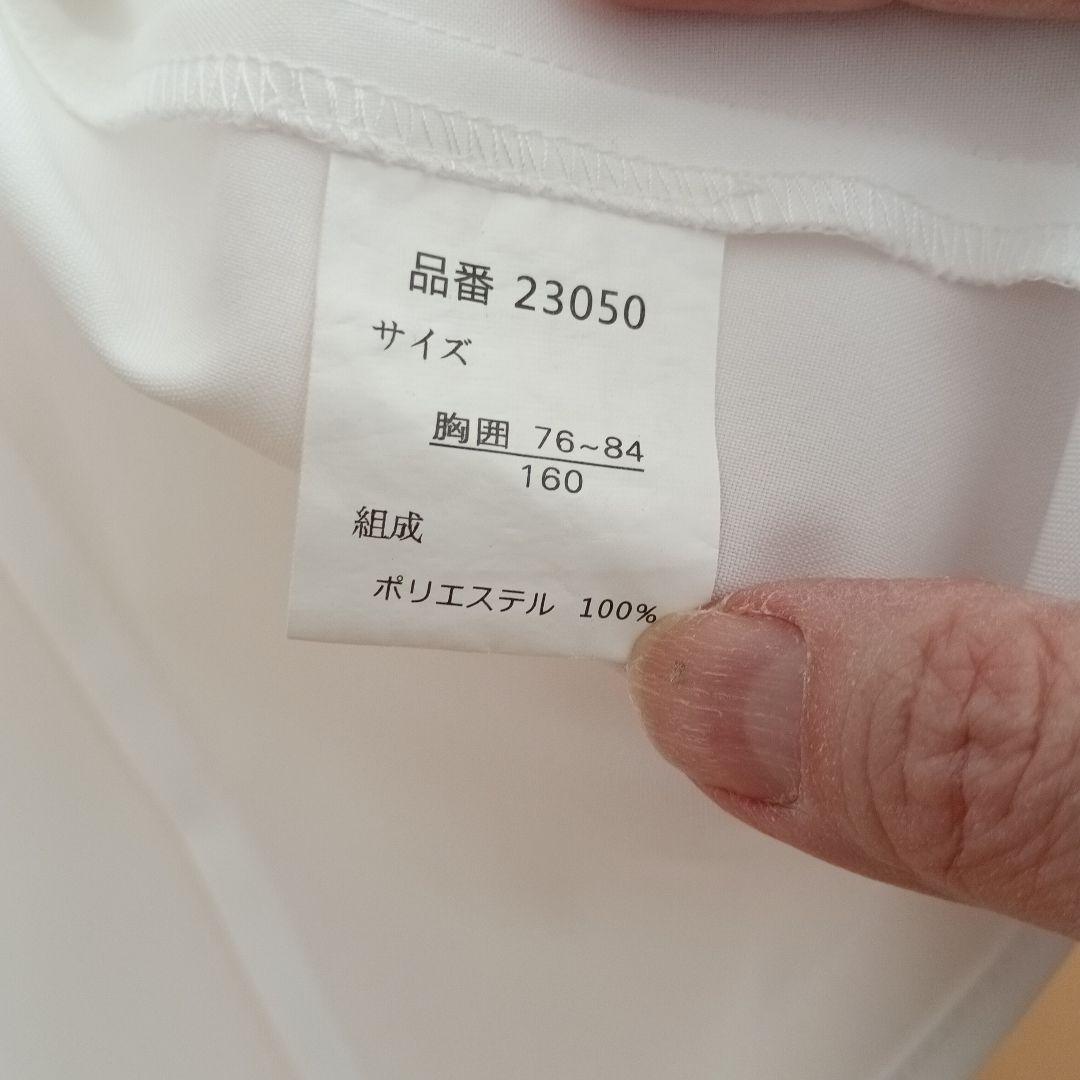 品番 23050
サイズ
胸囲 76~84
160
組成
ポリエステル 100%